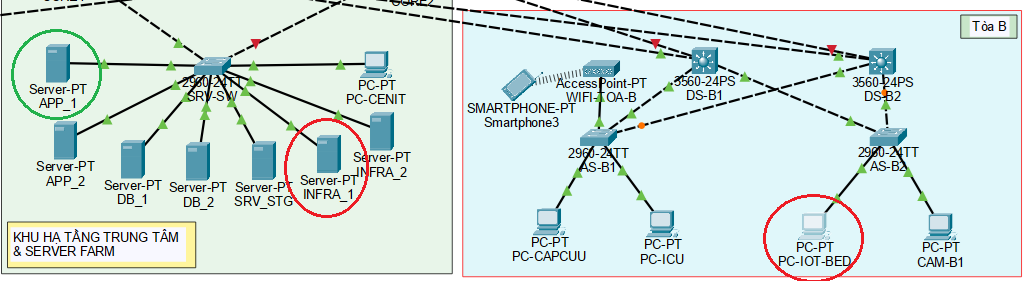 CORE2
Tòa B
Server-PT
APP_1
2960-24TT
SRV-SW
PC-PT
PC-CENIT
Server-PT
APP_2
Server-PT
DB_1
Server-PT
DB_2
Server-PT
SRV_STG
Server-PT
INFRA_1
Server-PT
INFRA_2
KHU HẠ TẦNG TRUNG TÂM
& SERVER FARM
SMARTPHONE-PT
Smartphone3
AccessPoint-PT
WIFI-TOA-B
3560-24PS
DS-B1
3560-24PS
DS-B2
2960-24TT
AS-B1
2960-24TT
AS-B2
PC-PT
PC-CAPCUU
PC-PT
PC-ICU
PC-PT
PC-IOT-BED
PC-PT
CAM-B1